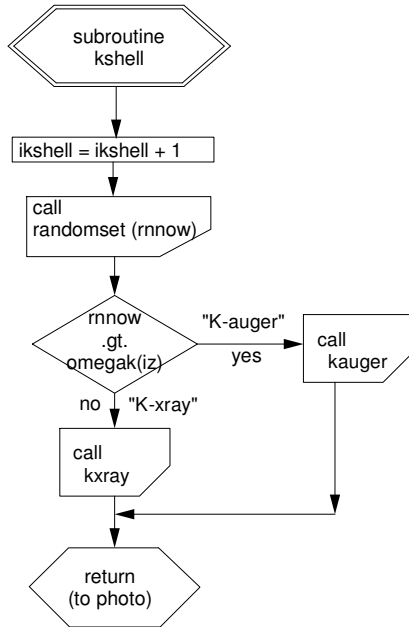 subroutine
kshell
ikshell = ikshell + 1
call
randomset (rnnow)
rnnow
.gt.
omegak(iz)
"K-auger"
yes
call
kauger
no "K-xray"
call
kxray
return
(to photo)